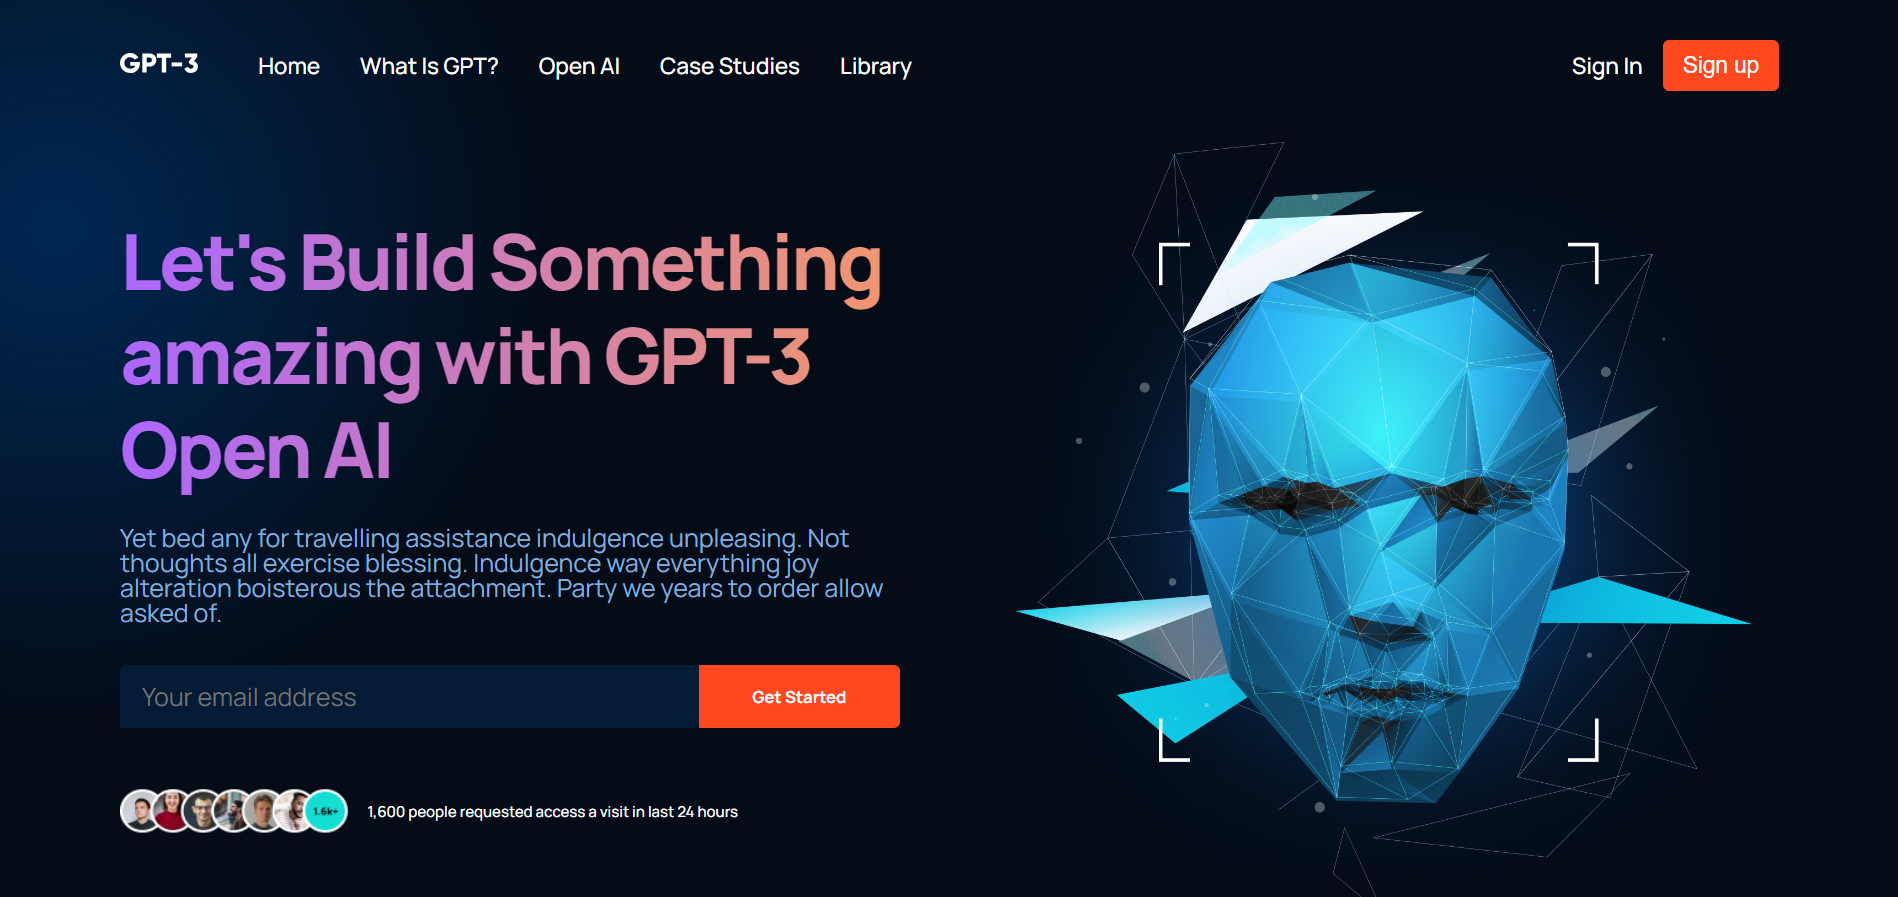 GPT-3 Home What Is GPT? Open AI Case Studies Library Sign In Sign up
Let's Build Something
amazing with GPT-3
Open AI
Yet bed any for travelling assistance indulgence unpleasing. Not
thoughts all exercise blessing. Indulgence way everything joy
alteration boisterous the attachment. Party we years to order allow
asked of.
Your email address Get Started
1.6k+ 1,600 people requested access a visit in last 24 hours